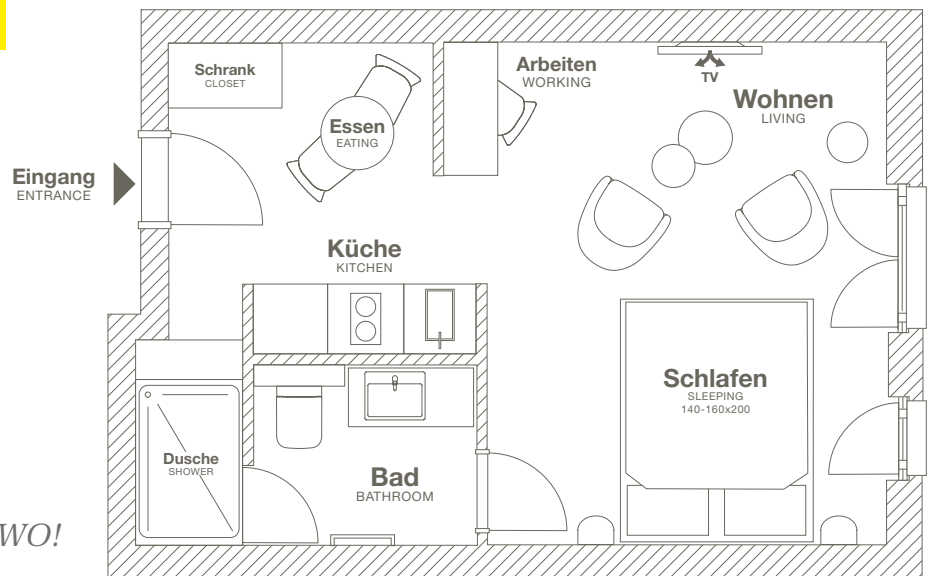 Schrank
CLOSET
Arbeiten
WORKING
TV
Wohnen
LIVING
Essen
EATING
Eingang
ENTRANCE
Küche
KITCHEN
Schlafen
SLEEPING
140-160x200
Dusche
SHOWER
Bad
BATHROOM
WO!